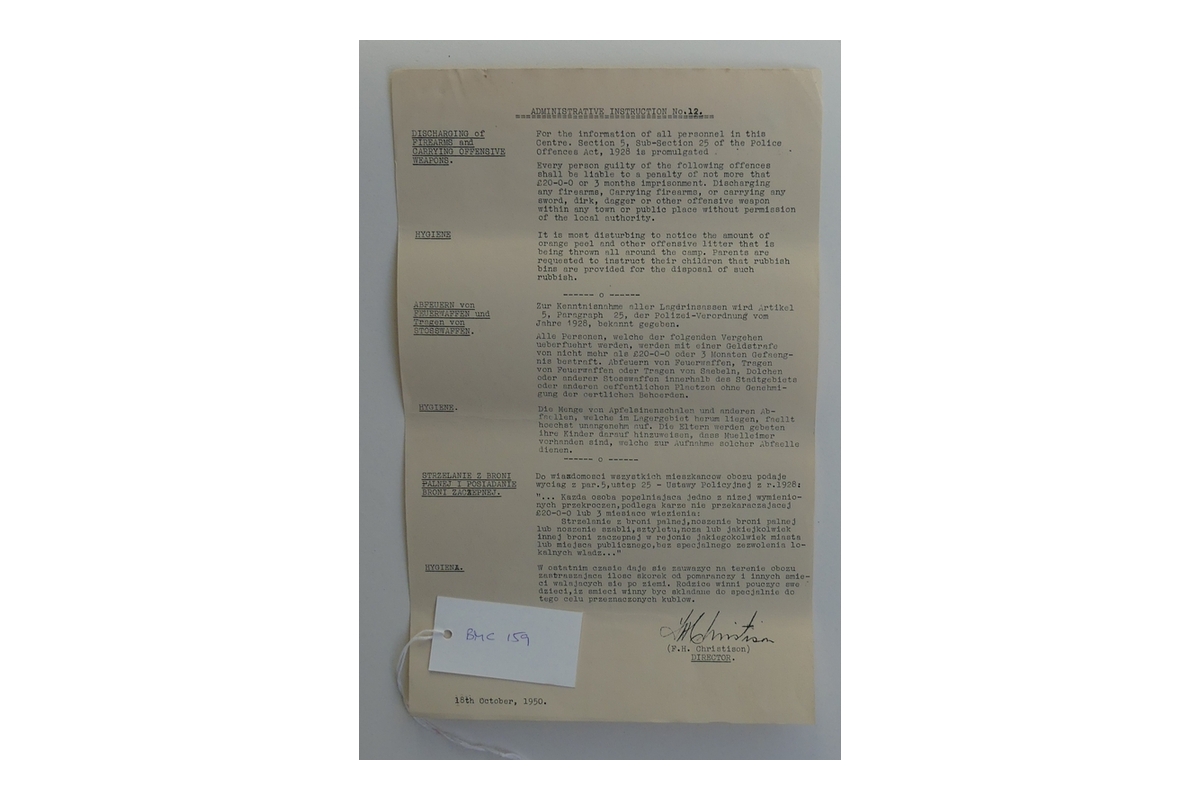 ADMINISTRATIVE INSTRUCTION No.12.
DISCHARGING of
FIREARMS and
CARRYING OFFENSIVE
WEAPONS.
For the information of all personnel in this
Centre. Section 5, Sub-Section 25 of the Police
Offences Act, 1928 is promulgated .
Every person guilty of the following offences
shall be liable to a penalty of not more that
£20-0-0 or 3 months imprisonment. Discharging
any firearms, Carrying firearms, or carrying any
sword, dirk, dagger or other offensive weapon
within any town or public place without permission
of the local authority.
HYGIENE
It is most disturbing to notice the amount of
orange peel and other offensive litter that is
being thrown all around the camp. Parents are
requested to instruct their children that rubbish
bins are provided for the disposal of such
rubbish.
------ o ------
ABFEUERN von
FEUERWAFFEN und
Tragen von
STOSSWAFFEN.
Zur Kenntnisnahme aller Lagerinsassen wird Artikel
5, Paragraph 25, der Polizei-Verordnung vom
Jahre 1928, bekannt gegeben.
Alle Personen, welche der folgenden Vergehen
ueberfuehrt werden, werden mit einer Geldstrafe
von nicht mehr als £20-0-0 oder 3 Monaten Gefaeng-
nis bestraft. Abfeuern von Feuerwaffen, Tragen
von Feuerwaffen oder Tragen von Saebeln, Dolchen
oder anderer Stosswaffen innerhalb des Stadtgebiets
oder anderen oeffentlichen Plaetzen ohne Genehmi-
gung der oertlichen Behoerden.
HYGIENE.
Die Menge von Apfelsinenschalen und anderen Ab-
faellen, welche im Lagergebiet herum liegen, faellt
hoechst unangenehm auf. Die Eltern werden gebeten
ihre Kinder darauf hinzuweisen, dass Muelleimer
vorhanden sind, welche zur Aufnahme solcher Abfaelle
dienen.
------ o ------
STRZELANIE Z BRONI
PALNEJ I POSIADANIE
BRONI ZACZEPNEJ.
Do wiadomosci wszystkich mieszkancow obozu podaje
wyciag z par.5,ustep 25 - Ustawy Policyjnej z r.1928:
"... Kazda osoba popelniajaca jedno z nizej wymienio-
nych przekroczen,podlega karze nie przekaraczajacej
£20-0-0 lub 3 miesiace wiezienia:
Strzelanie z broni palnej,noszenie broni palnej
lub noszenie szabli,sztyletu,noza lub jakiejkolwiek
innej broni zaczepnej w rejonie jakiegokolwiek miasta
lub miejsca publicznego,bez specjalnego zezwolenia lo-
kalnych wladz..."
HYGIENA.
W ostatnim czasie daje sie zauwazyc na terenie obozu
zastraszajaca ilosc skorek od pomaranczy i innych smie-
ci walajacych sie po ziemi. Rodzice winni pouczyc swe
dzieci,iz smieci winny byc skladane do specjalnie do
tego celu przeznaczonych kublow.
BMC 159
F H Christison
(F.H. Christison)
DIRECTOR.
18th October, 1950.